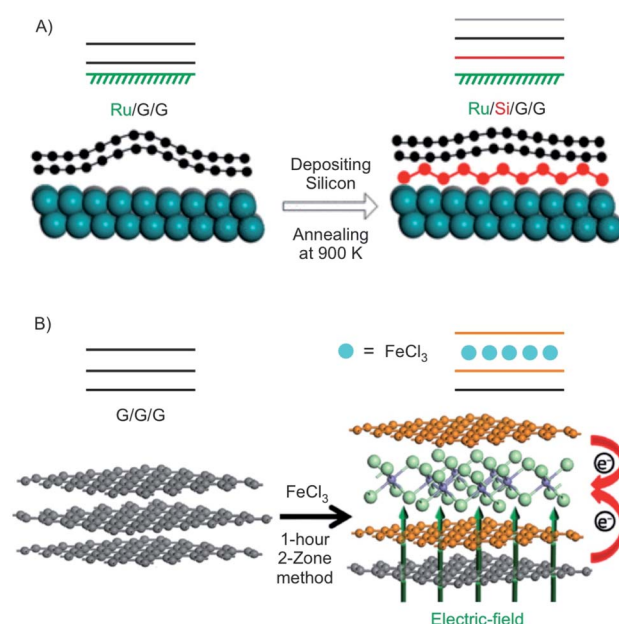 A)
Ru/G/G
Ru/Si/G/G
Depositing
Silicon
Annealing
at 900 K
B)
= FeCl3
G/G/G
FeCl3
1-hour
2-Zone
method
e-
e-
Electric-field